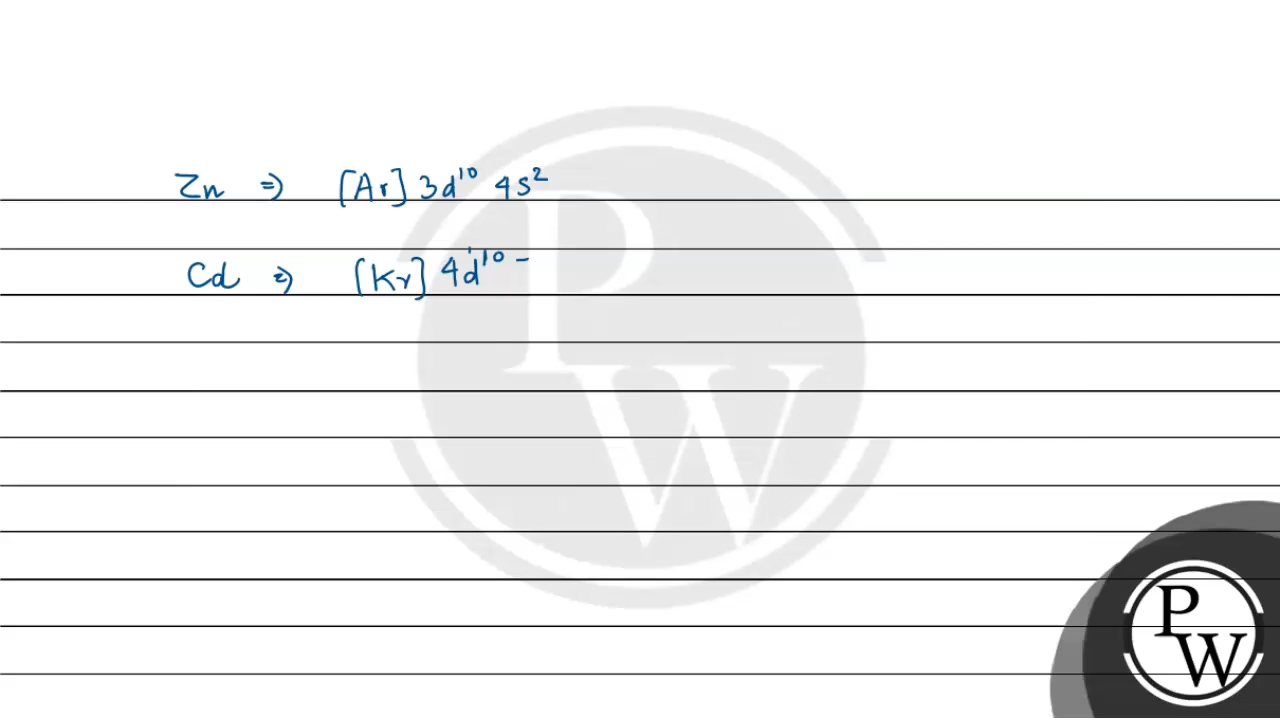 Zn ⇒ [Ar] 3d¹⁰ 4s²
Cd ⇒ [Kr] 4d¹⁰
P
W
P
W